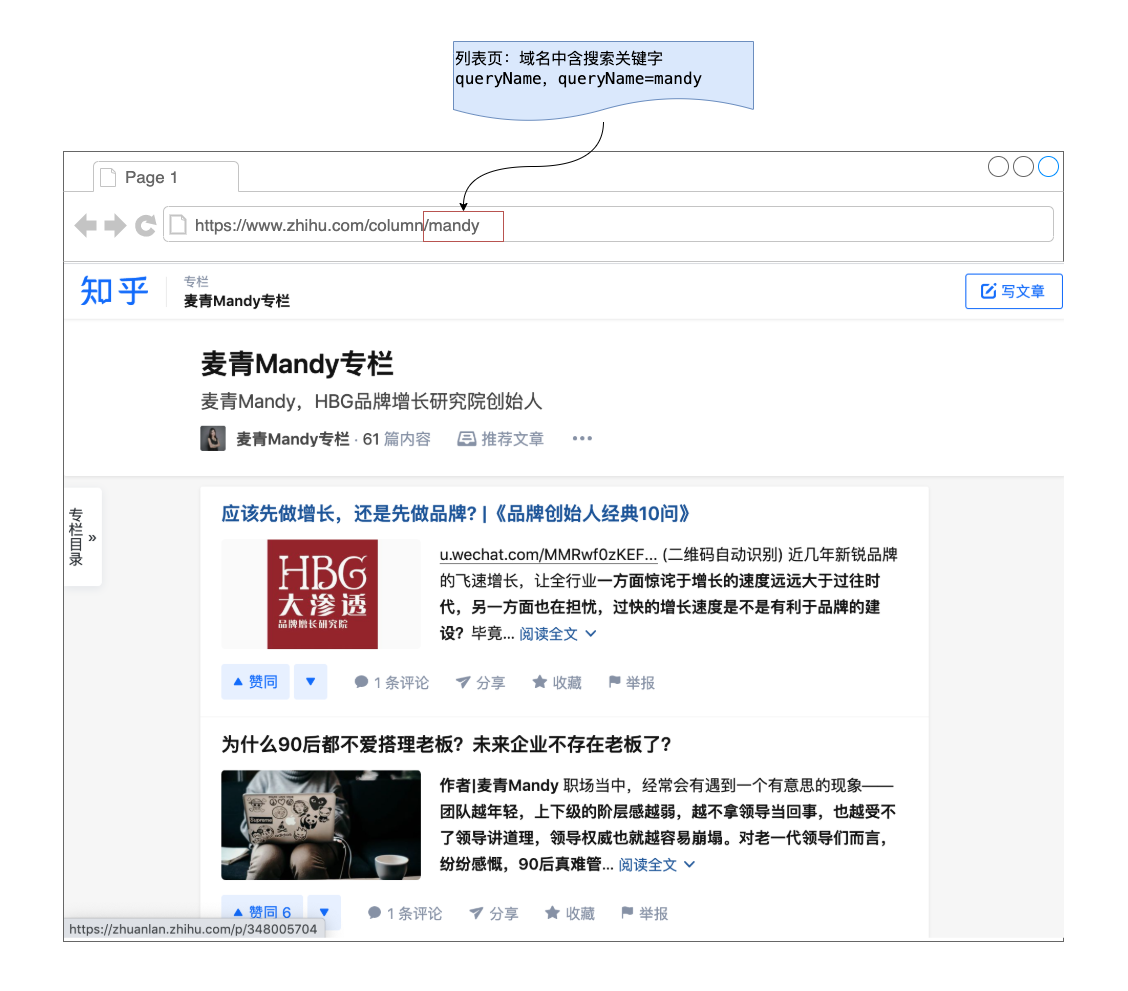 列表页：域名中含搜索关键字
queryName，queryName=mandy
Page 1
https://www.zhihu.com/column/mandy
知乎
专栏
麦青Mandy专栏
写文章
麦青Mandy专栏
麦青Mandy，HBG品牌增长研究院创始人
麦青Mandy专栏 · 61 篇内容 推荐文章
专栏目录 »
应该先做增长，还是先做品牌? |《品牌创始人经典10问》
HBG
大渗透
品牌增长研究院
u.wechat.com/MMRwf0zKEF... (二维码自动识别) 近几年新锐品牌
的飞速增长，让全行业一方面惊诧于增长的速度远远大于过往时
代，另一方面也在担忧，过快的增长速度是不是有利于品牌的建
设？毕竟... 阅读全文
赞同 1 条评论 分享 收藏 举报
为什么90后都不爱搭理老板？未来企业不存在老板了？
Supreme
作者|麦青Mandy 职场当中，经常会有遇到一个有意思的现象——
团队越年轻，上下级的阶层感越弱，越不拿领导当回事，也越受不
了领导讲道理，领导权威也就越容易崩塌。对老一代领导们而言，
纷纷感慨，90后真难管... 阅读全文
赞同 6 1 条评论 分享 收藏 举报
https://zhuanlan.zhihu.com/p/348005704